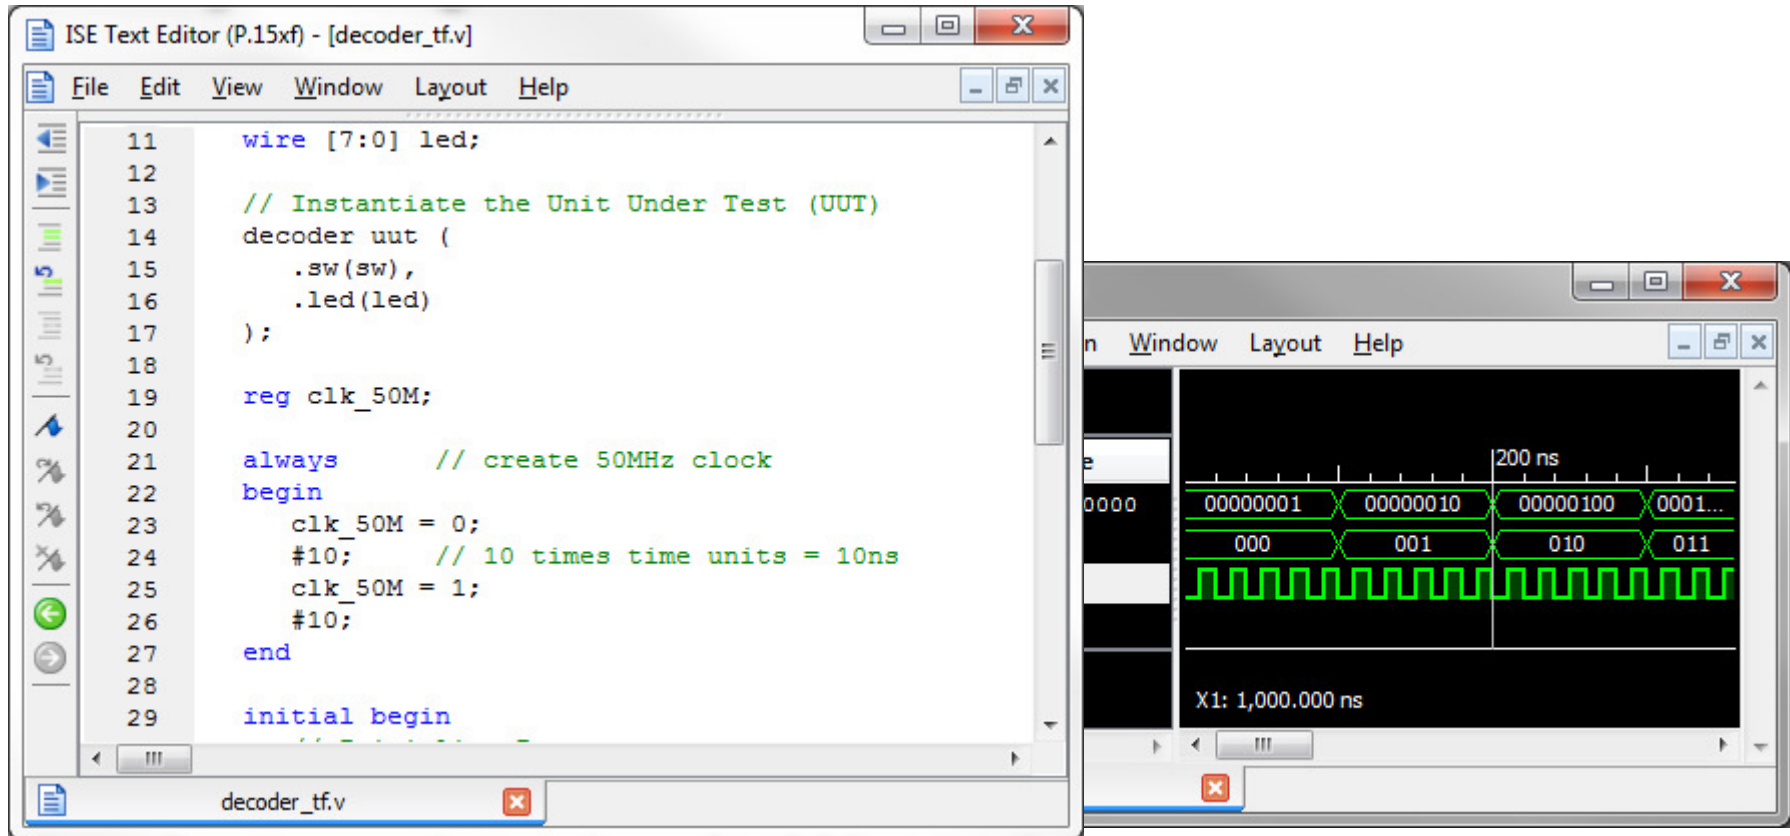 ISE Text Editor (P.15xf) - [decoder_tf.v]
File Edit View Window Layout Help
11 wire [7:0] led;
12
13 // Instantiate the Unit Under Test (UUT)
14 decoder uut (
15 .sw(sw),
16 .led(led)
17 );
18
19 reg clk_50M;
20
21 always // create 50MHz clock
22 begin
23 clk_50M = 0;
24 #10; // 10 times time units = 10ns
25 clk_50M = 1;
26 #10;
27 end
28
29 initial begin
decoder_tf.v
n Window Layout Help
e
0000
200 ns
00000001 00000010 00000100 0001...
000 001 010 011
X1: 1,000.000 ns